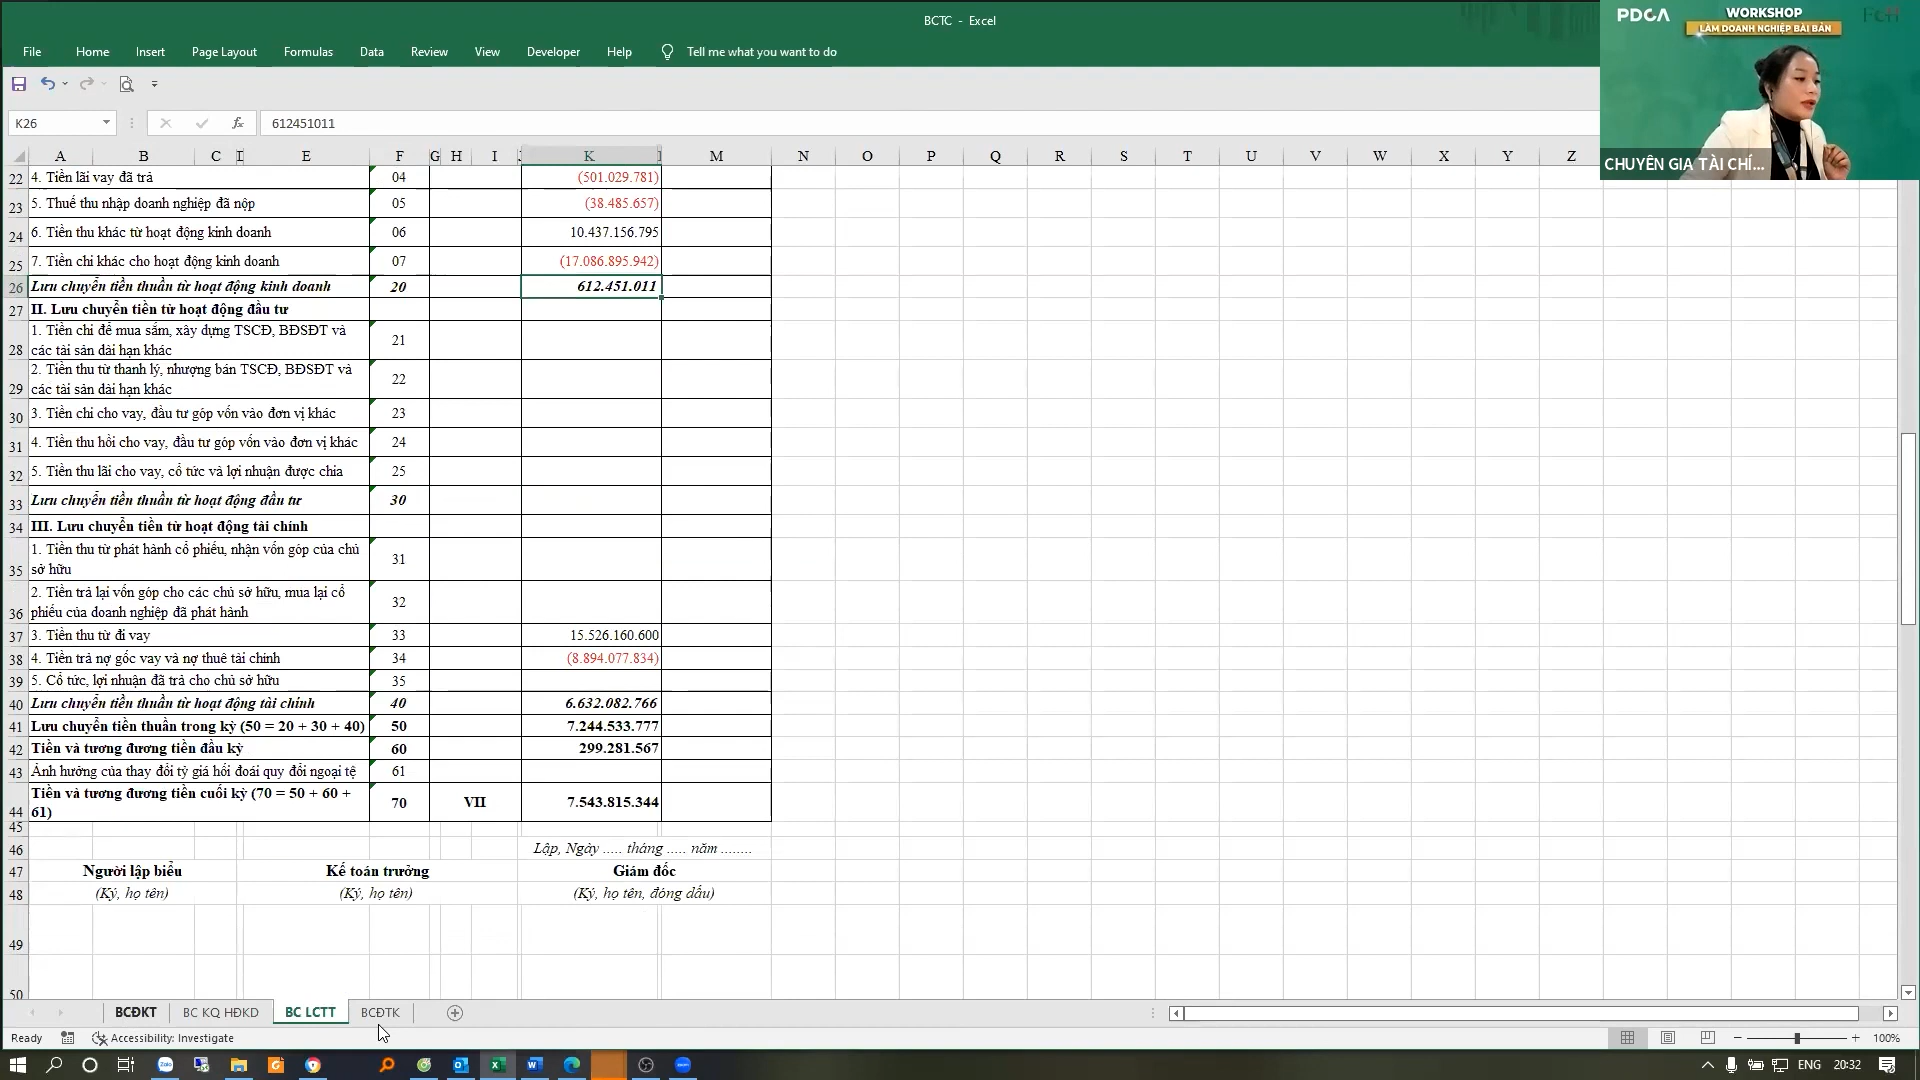 BCTC - Excel
PDCA
WORKSHOP
LÀM DOANH NGHIỆP BÀI BẢN
CHUYÊN GIA TÀI CHÍ...
File Home Insert Page Layout Formulas Data Review View Developer Help Tell me what you want to do
K26 fx 612451011
A B C E F G H I K M N O P Q R S T U V W X Y Z
22 4. Tiền lãi vay đã trả 04 (501.029.781)
23 5. Thuế thu nhập doanh nghiệp đã nộp 05 (38.485.657)
24 6. Tiền thu khác từ hoạt động kinh doanh 06 10.437.156.795
25 7. Tiền chi khác cho hoạt động kinh doanh 07 (17.086.895.942)
26 Lưu chuyển tiền thuần từ hoạt động kinh doanh 20 612.451.011
27 II. Lưu chuyển tiền từ hoạt động đầu tư
1. Tiền chi để mua sắm, xây dựng TSCĐ, BĐSĐT và
28 các tài sản dài hạn khác 21
2. Tiền thu từ thanh lý, nhượng bán TSCĐ, BĐSĐT và
29 các tài sản dài hạn khác 22
30 3. Tiền chi cho vay, đầu tư góp vốn vào đơn vị khác 23
31 4. Tiền thu hồi cho vay, đầu tư góp vốn vào đơn vị khác 24
32 5. Tiền thu lãi cho vay, cổ tức và lợi nhuận được chia 25
33 Lưu chuyển tiền thuần từ hoạt động đầu tư 30
34 III. Lưu chuyển tiền từ hoạt động tài chính
1. Tiền thu từ phát hành cổ phiếu, nhận vốn góp của chủ
35 sở hữu 31
2. Tiền trả lại vốn góp cho các chủ sở hữu, mua lại cổ
36 phiếu của doanh nghiệp đã phát hành 32
37 3. Tiền thu từ đi vay 33 15.526.160.600
38 4. Tiền trả nợ gốc vay và nợ thuê tài chính 34 (8.894.077.834)
39 5. Cổ tức, lợi nhuận đã trả cho chủ sở hữu 35
40 Lưu chuyển tiền thuần từ hoạt động tài chính 40 6.632.082.766
41 Lưu chuyển tiền thuần trong kỳ (50 = 20 + 30 + 40) 50 7.244.533.777
42 Tiền và tương đương tiền đầu kỳ 60 299.281.567
43 Ảnh hưởng của thay đổi tỷ giá hối đoái quy đổi ngoại tệ 61
Tiền và tương đương tiền cuối kỳ (70 = 50 + 60 +
44 61) 70 VII 7.543.815.344
45
46 Lập, Ngày ..... tháng ..... năm ........
47 Người lập biểu Kế toán trưởng Giám đốc
48 (Ký, họ tên) (Ký, họ tên) (Ký, họ tên, đóng dấu)
49
50
BCĐKT BC KQ HĐKD BC LCTT BCĐTK
Ready Accessibility: Investigate 100%
ENG 20:32